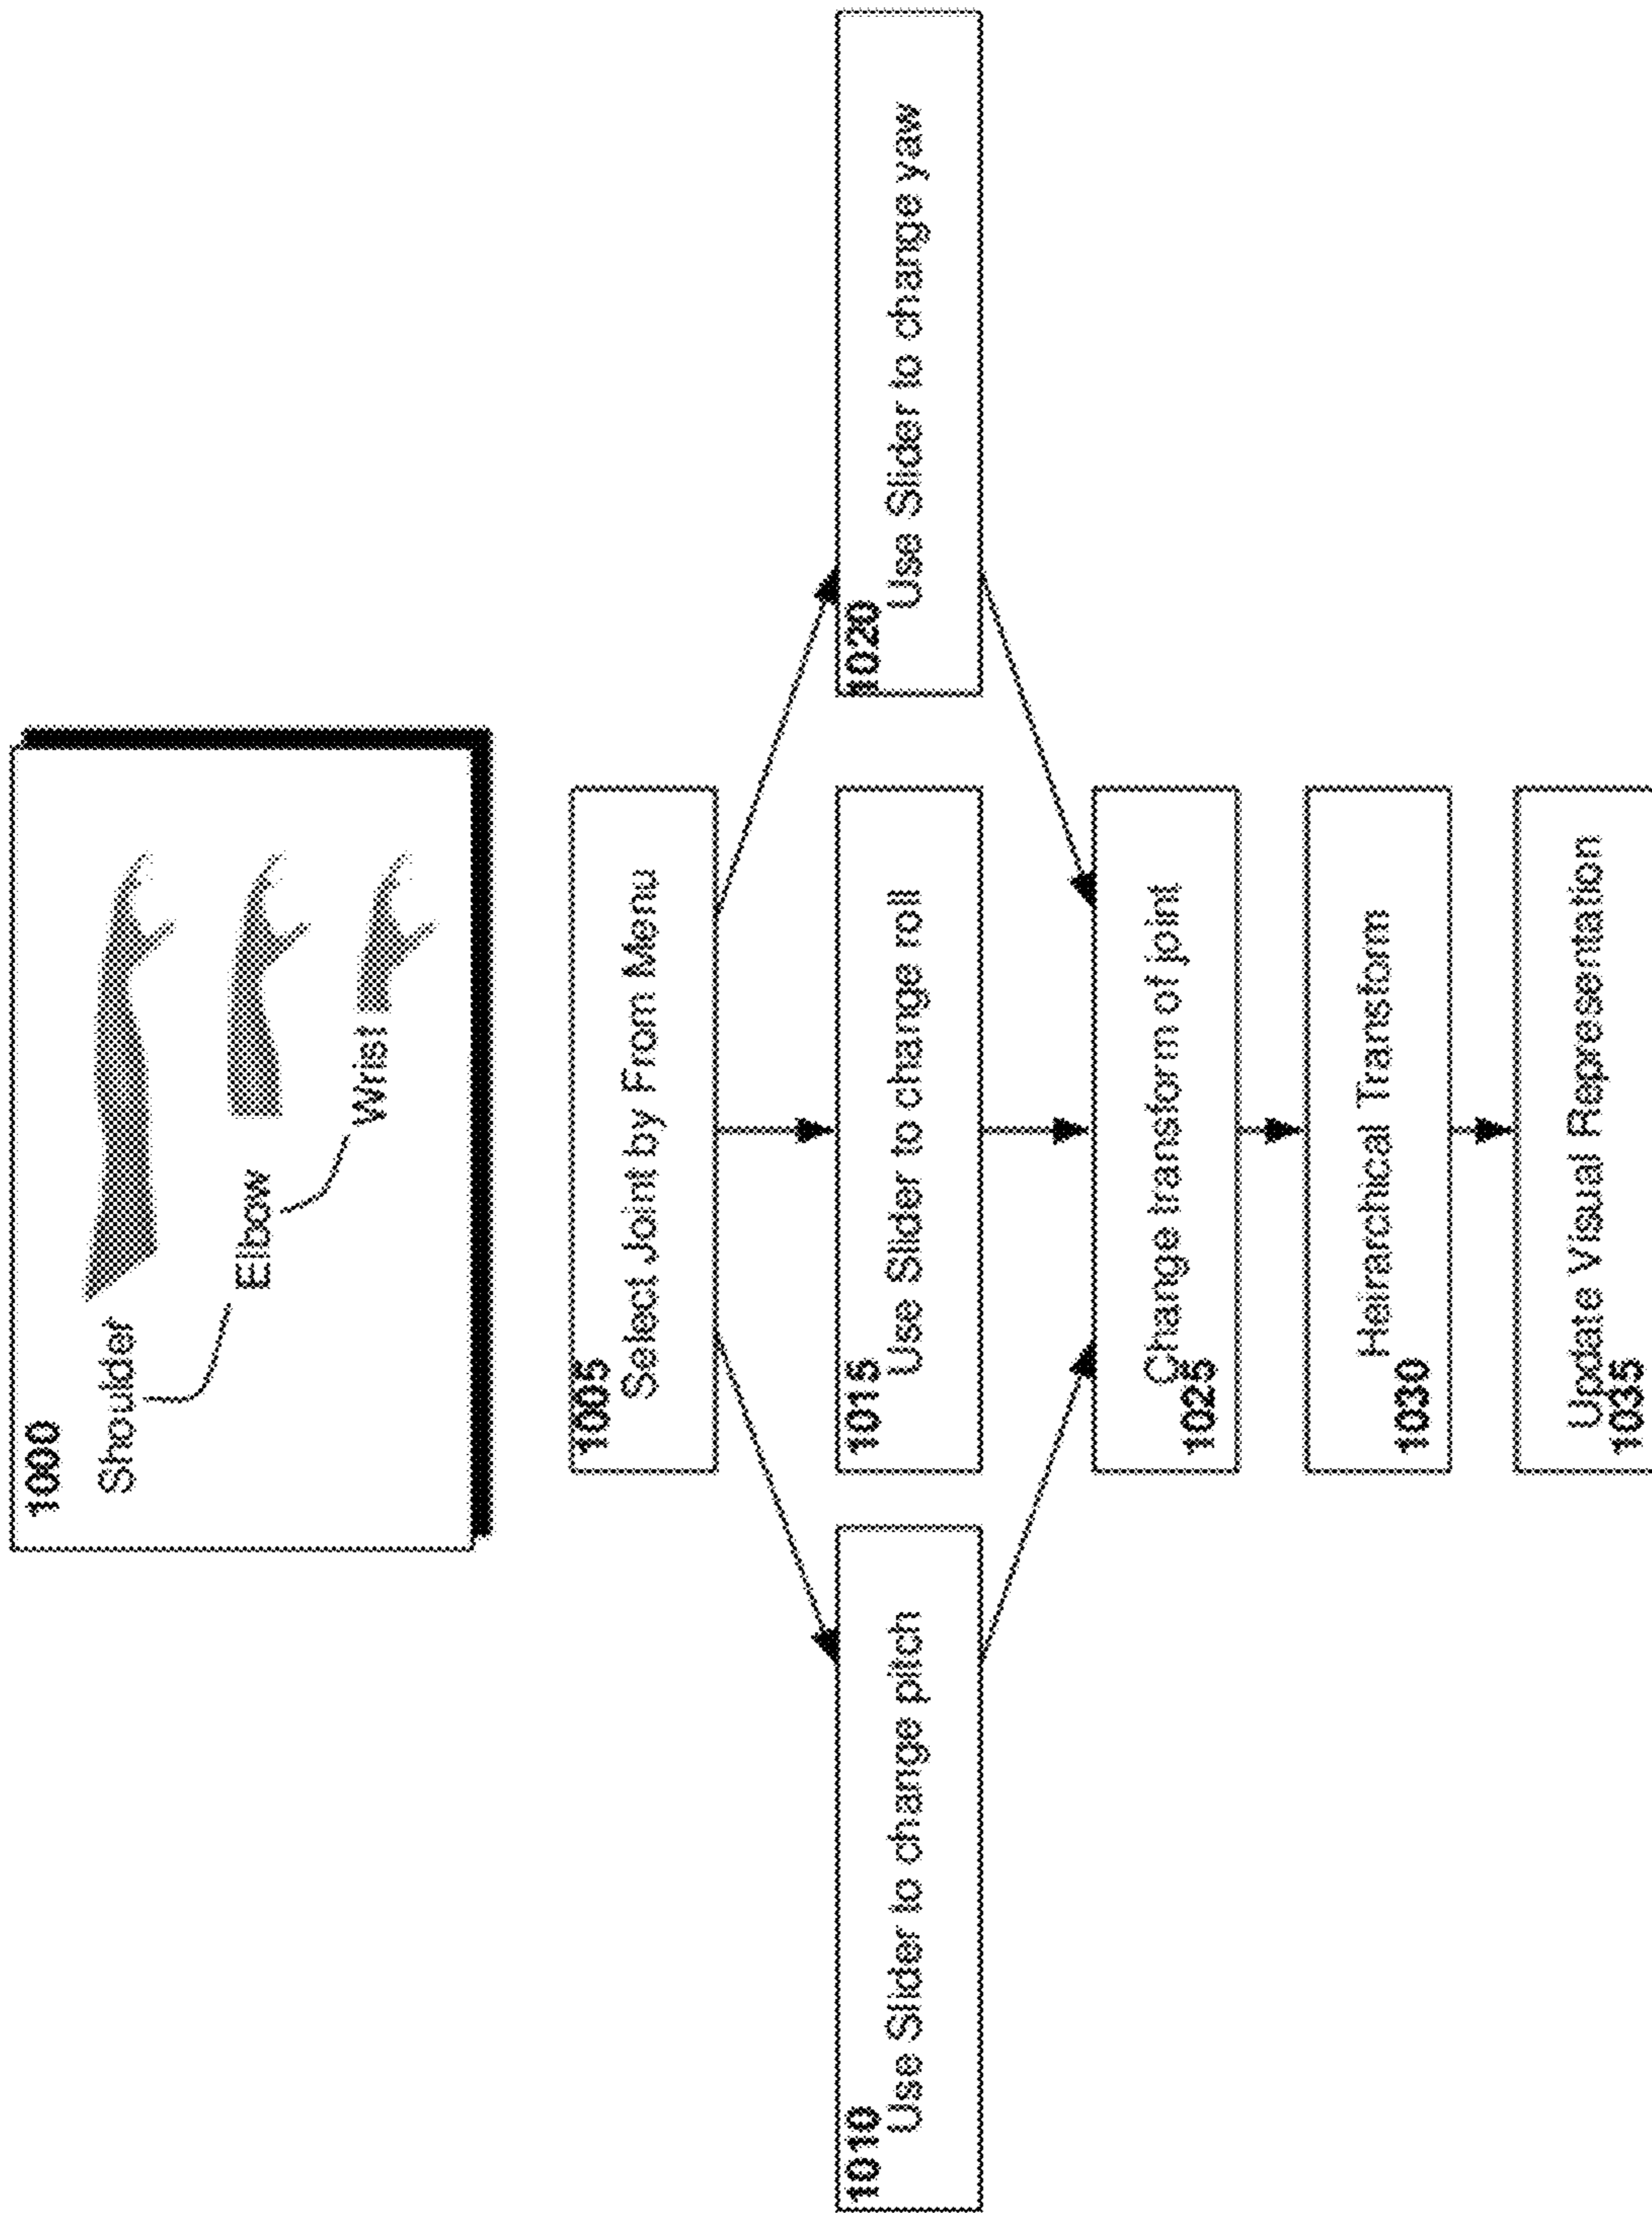 1000
Shoulder
Elbow
Wrist
1005
Select Joint by From Menu
1010
Use Slider to change pitch
1015
Use Slider to change roll
1020
Use Slider to change yaw
Change transform of joint
1025
Heirarchical Transform
1030
Update Visual Representation
1035